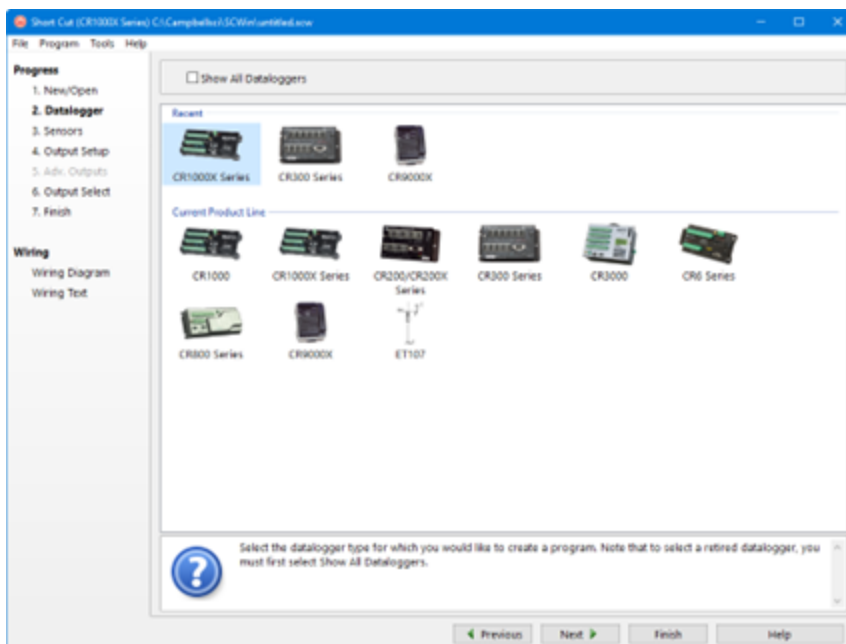 Short Cut (CR1000X Series) C:\Campbellsci\SCWin\untitled.scw
File Program Tools Help
Progress
1. New/Open
2. Datalogger
3. Sensors
4. Output Setup
5. Adv. Outputs
6. Output Select
7. Finish
Wiring
Wiring Diagram
Wiring Text
Show All Dataloggers
Recent
CR1000X Series CR300 Series CR9000X
Current Product Line
CR1000 CR1000X Series CR200/CR200X Series CR300 Series CR3000 CR6 Series
CR800 Series CR9000X ET107
Select the datalogger type for which you would like to create a program. Note that to select a retired datalogger, you
must first select Show All Dataloggers.
Previous Next Finish Help